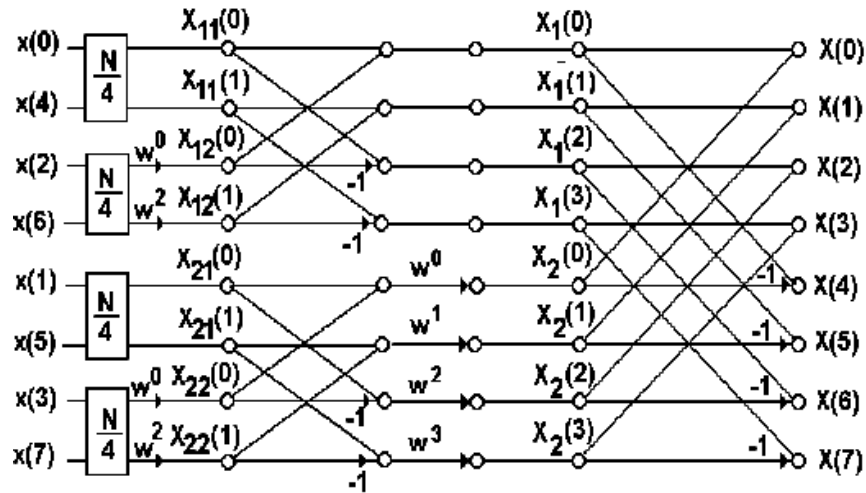 x(0) X11(0) X1(0) X(0)
N
4
x(4) X11(1) X1(1) X(1)
x(2) w0 X12(0) -1 X1(2) X(2)
N
4
x(6) w2 X12(1) -1 X1(3) X(3)
x(1) X21(0) w0 X2(0) -1 X(4)
N
4
x(5) X21(1) w1 X2(1) -1 X(5)
x(3) w0 X22(0) -1 w2 X2(2) -1 X(6)
N
4
x(7) w2 X22(1) -1 w3 X2(3) -1 X(7)